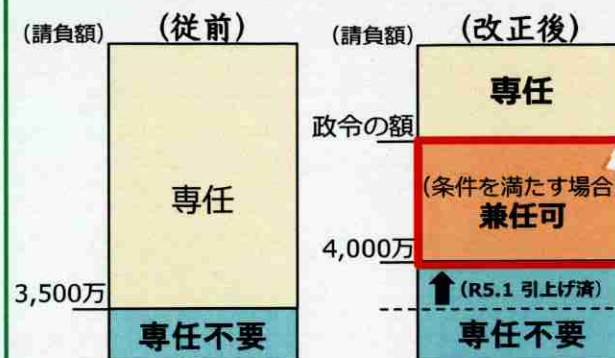 (請負額) (従前)
専任
3,500万
専任不要
(請負額) (改正後)
専任
政令の額
(条件を満たす場合
兼任可
4,000万
(R5.1 引上げ済)
専任不要